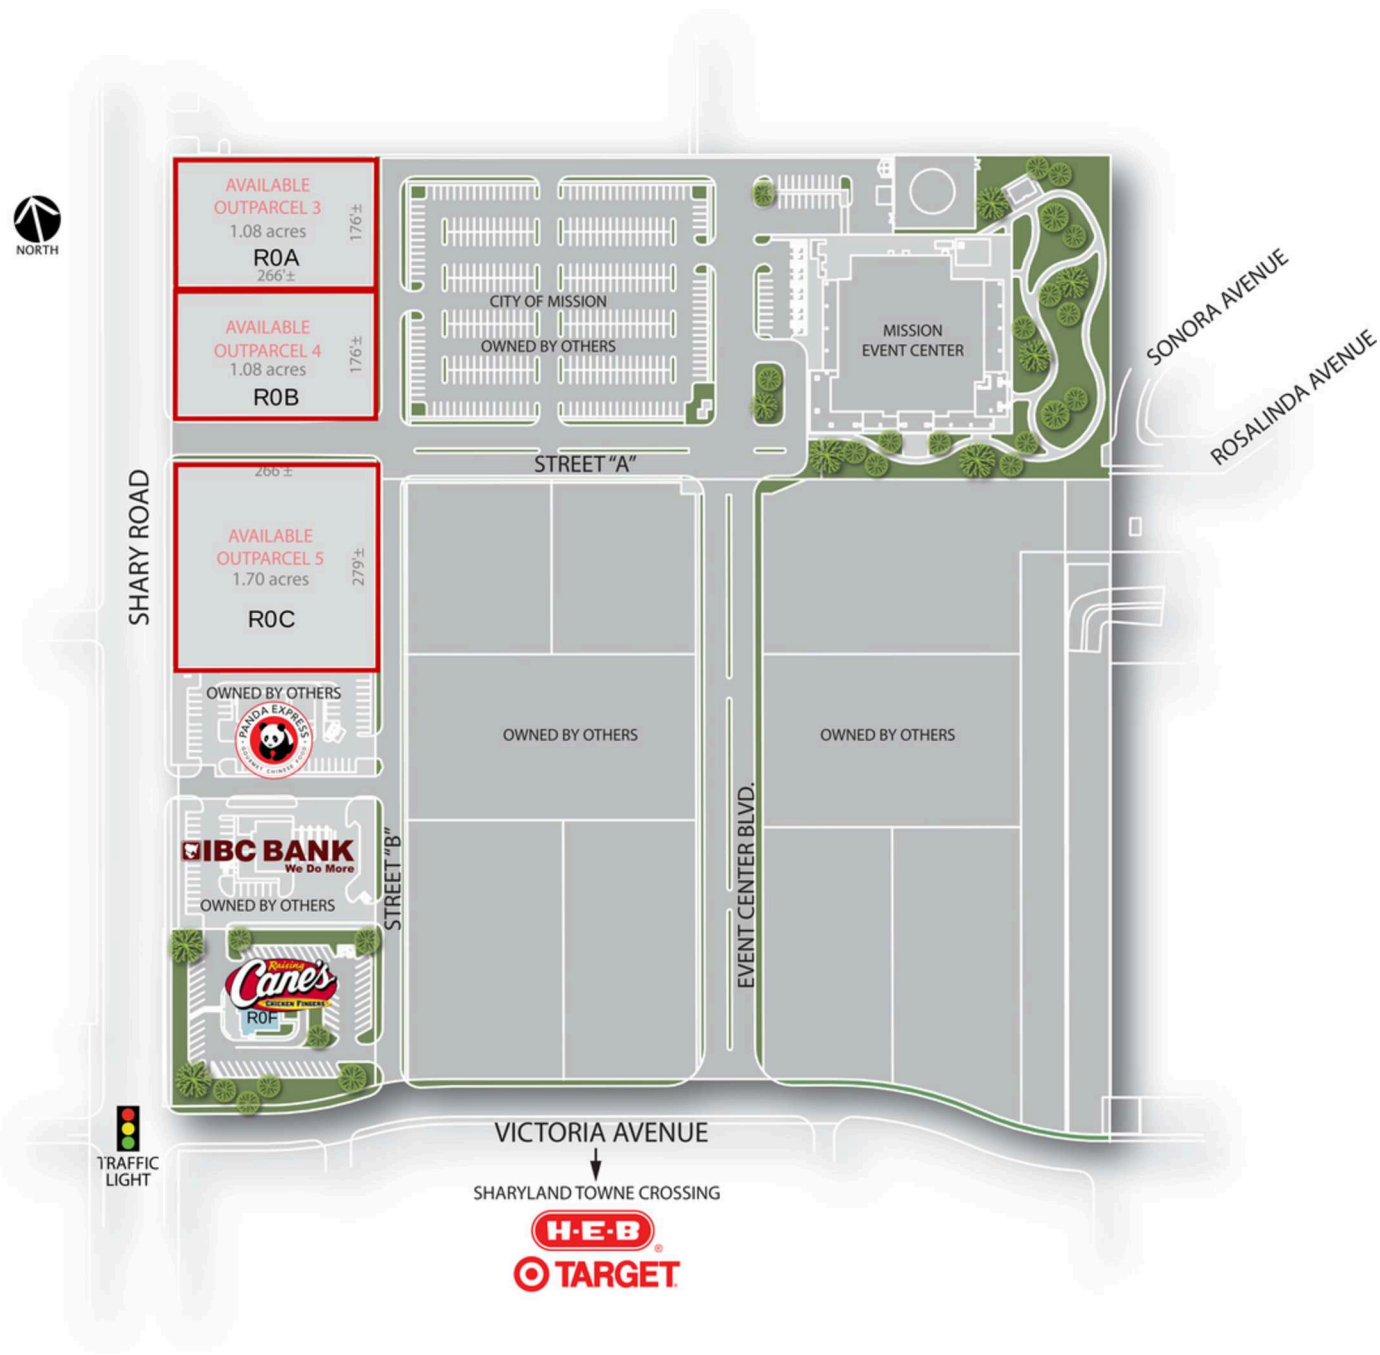 NORTH
AVAILABLE
OUTPARCEL 3
1.08 acres
R0A
266'±
176'±
AVAILABLE
OUTPARCEL 4
1.08 acres
R0B
176'±
CITY OF MISSION
OWNED BY OTHERS
MISSION
EVENT CENTER
SONORA AVENUE
ROSALINDA AVENUE
STREET “A”
SHARY ROAD
266'±
AVAILABLE
OUTPARCEL 5
1.70 acres
R0C
279'±
OWNED BY OTHERS
PANDA EXPRESS
GOURMET CHINESE FOOD
OWNED BY OTHERS
OWNED BY OTHERS
IBC BANK
We Do More
OWNED BY OTHERS
STREET “B”
EVENT CENTER BLVD.
Raising
Cane's
CHICKEN FINGERS
R0F
TRAFFIC
LIGHT
VICTORIA AVENUE
SHARYLAND TOWNE CROSSING
H-E-B
®
TARGET